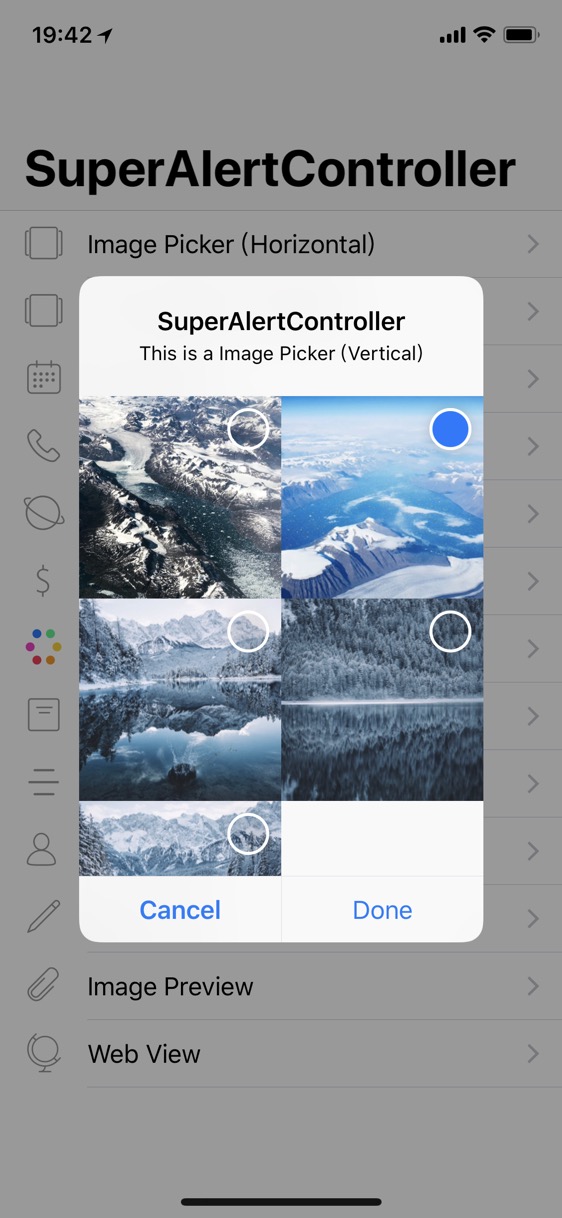 19:42
SuperAlertController
Image Picker (Horizontal)
SuperAlertController
This is a Image Picker (Vertical)
Cancel
Done
Image Preview
Web View